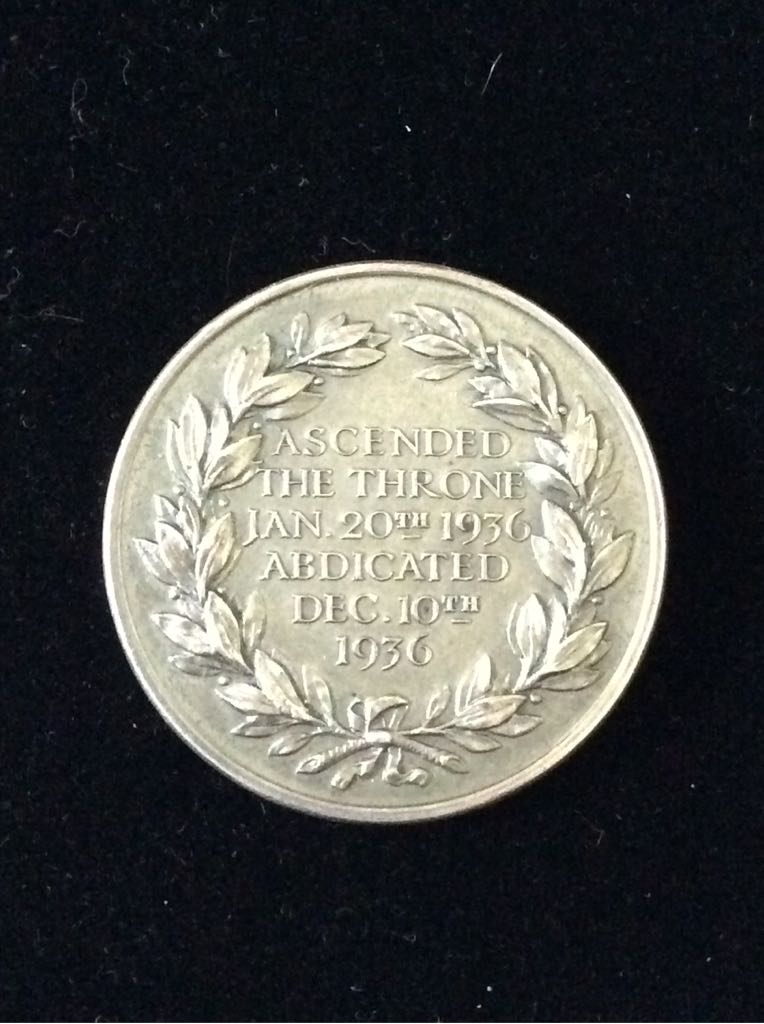 ASCENDED
THE THRONE
JAN. 20TH 1936
ABDICATED
DEC. 10TH
1936